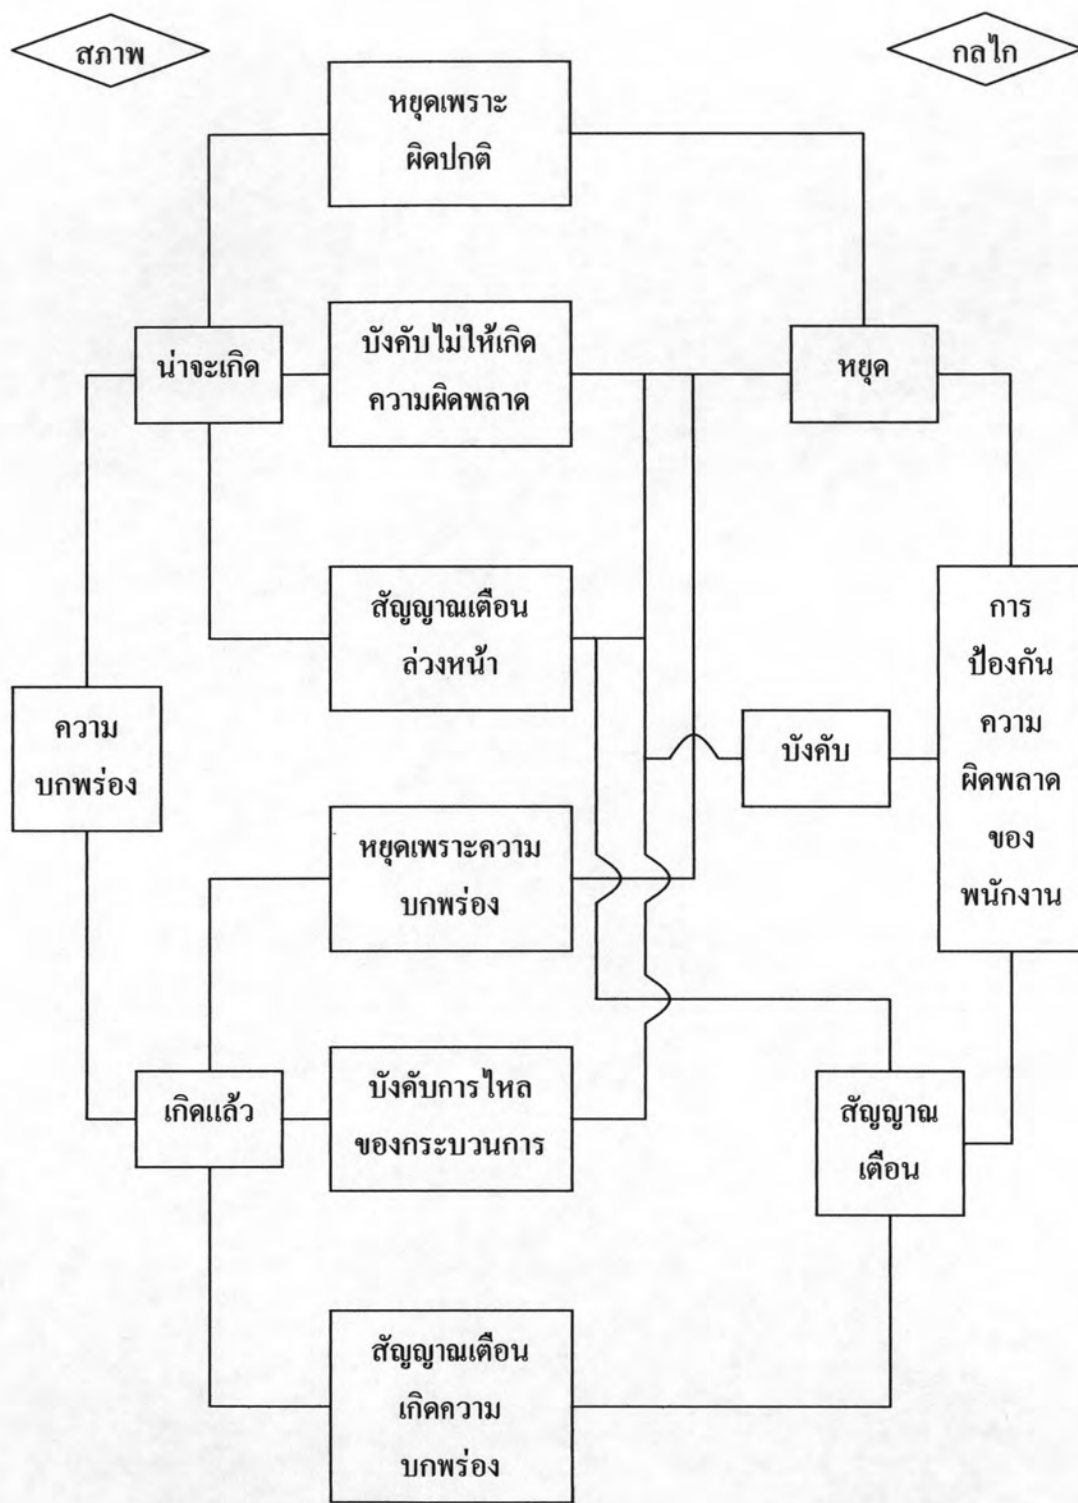 สภาพ
กลไก
หยุดเพราะ
ผิดปกติ
น่าจะเกิด
บังคับไม่ให้เกิด
ความผิดพลาด
หยุด
สัญญาณเตือน
ล่วงหน้า
การ
ป้องกัน
ความ
ผิดพลาด
ของ
พนักงาน
ความ
บกพร่อง
บังคับ
หยุดเพราะความ
บกพร่อง
เกิดแล้ว
บังคับการไหล
ของกระบวนการ
สัญญาณ
เตือน
สัญญาณเตือน
เกิดความ
บกพร่อง